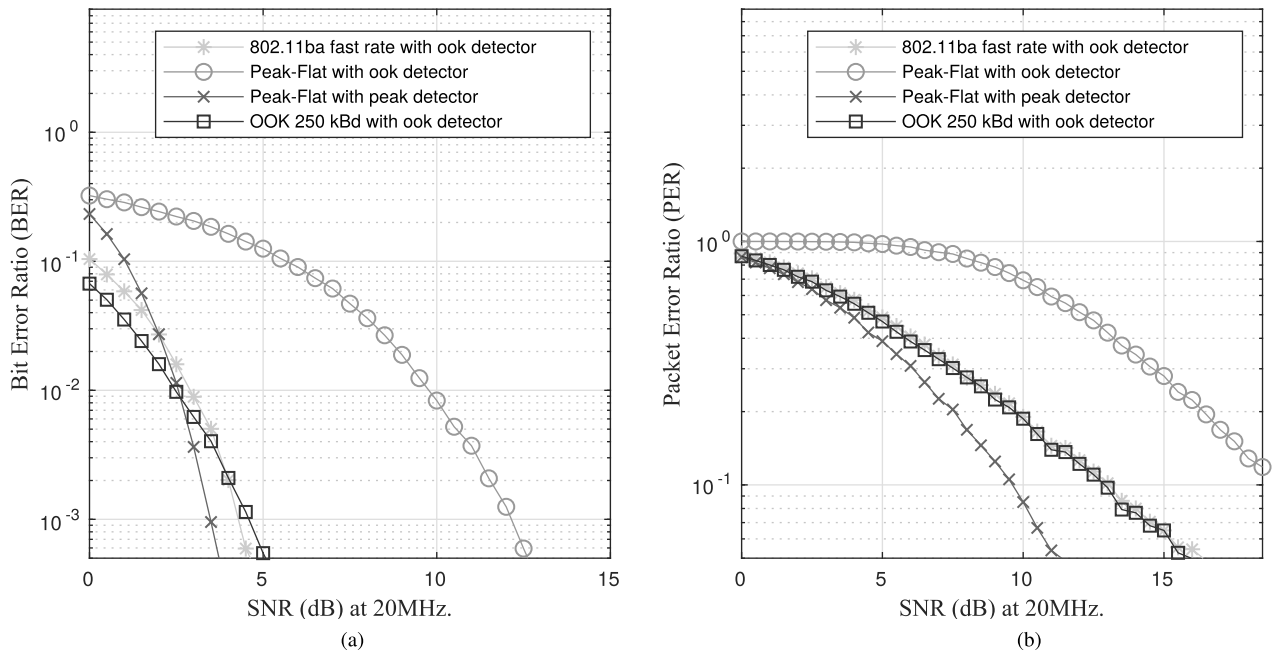 802.11ba fast rate with ook detector
Peak-Flat with ook detector
Peak-Flat with peak detector
OOK 250 kBd with ook detector
10^0
10^-1
10^-2
10^-3
Bit Error Ratio (BER)
0 5 10 15
SNR (dB) at 20MHz.
(a)
802.11ba fast rate with ook detector
Peak-Flat with ook detector
Peak-Flat with peak detector
OOK 250 kBd with ook detector
10^0
10^-1
Packet Error Ratio (PER)
0 5 10 15
SNR (dB) at 20MHz.
(b)